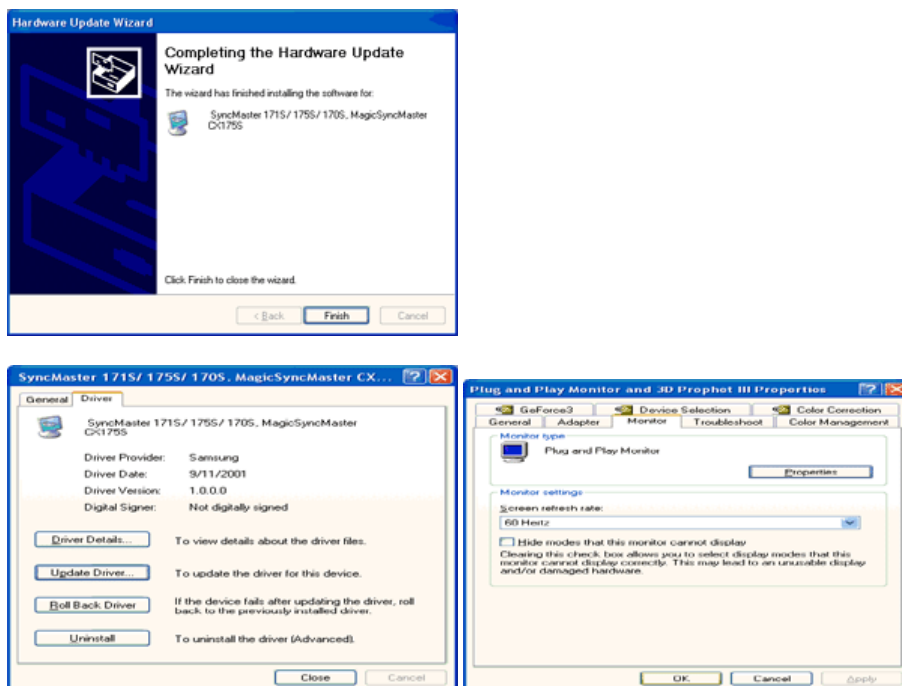 Hardware Update Wizard
Completing the Hardware Update
Wizard
The wizard has finished installing the software for:
SyncMaster 171S/ 175S/ 170S, MagicSyncMaster
CX175S
Click Finish to close the wizard.
< Back Finish Cancel
SyncMaster 171S/ 175S/ 170S, MagicSyncMaster CX...
General Driver
SyncMaster 171S/ 175S/ 170S, MagicSyncMaster
CX175S
Driver Provider: Samsung
Driver Date: 9/11/2001
Driver Version: 1.0.0.0
Digital Signer: Not digitally signed
Driver Details... To view details about the driver files.
Update Driver... To update the driver for this device.
Roll Back Driver If the device fails after updating the driver, roll
back to the previously installed driver.
Uninstall To uninstall the driver (Advanced).
Close Cancel
Plug and Play Monitor and 3D Prophet III Properties
GeForce3 Device Selection Color Correction
General Adapter Monitor Troubleshoot Color Management
Monitor type
Plug and Play Monitor
Properties
Monitor settings
Screen refresh rate:
60 Hertz
Hide modes that this monitor cannot display
Clearing this check box allows you to select display modes that this
monitor cannot display correctly. This may lead to an unusable display
and/or damaged hardware.
OK Cancel Apply